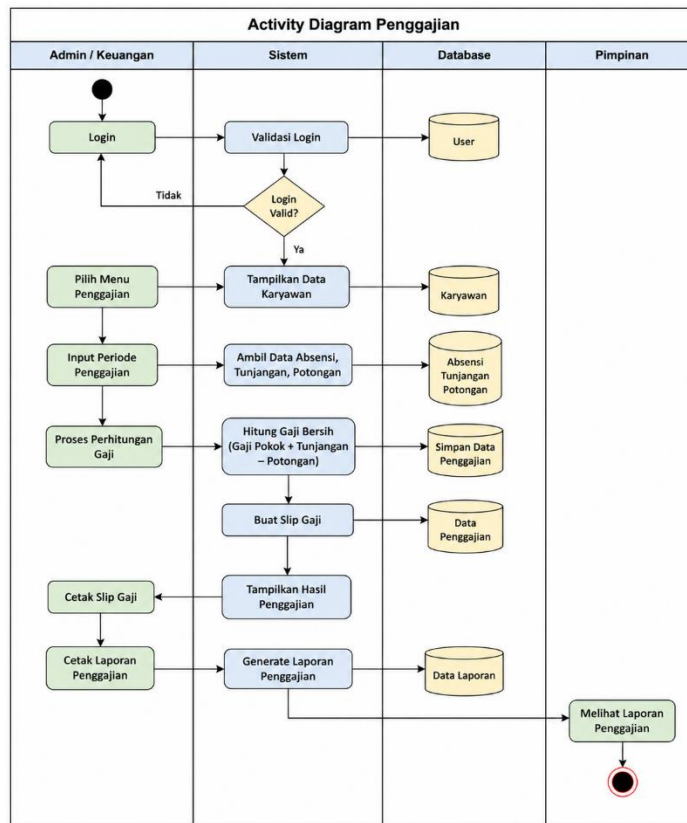 Activity Diagram Penggajian
Admin / Keuangan
Sistem
Database
Pimpinan
Login
Validasi Login
User
Tidak
Login
Valid?
Ya
Pilih Menu
Penggajian
Tampilkan Data
Karyawan
Karyawan
Input Periode
Penggajian
Ambil Data Absensi,
Tunjangan, Potongan
Absensi
Tunjangan
Potongan
Proses Perhitungan
Gaji
Hitung Gaji Bersih
(Gaji Pokok + Tunjangan
– Potongan)
Simpan Data
Penggajian
Buat Slip Gaji
Data
Penggajian
Cetak Slip Gaji
Tampilkan Hasil
Penggajian
Cetak Laporan
Penggajian
Generate Laporan
Penggajian
Data Laporan
Melihat Laporan
Penggajian